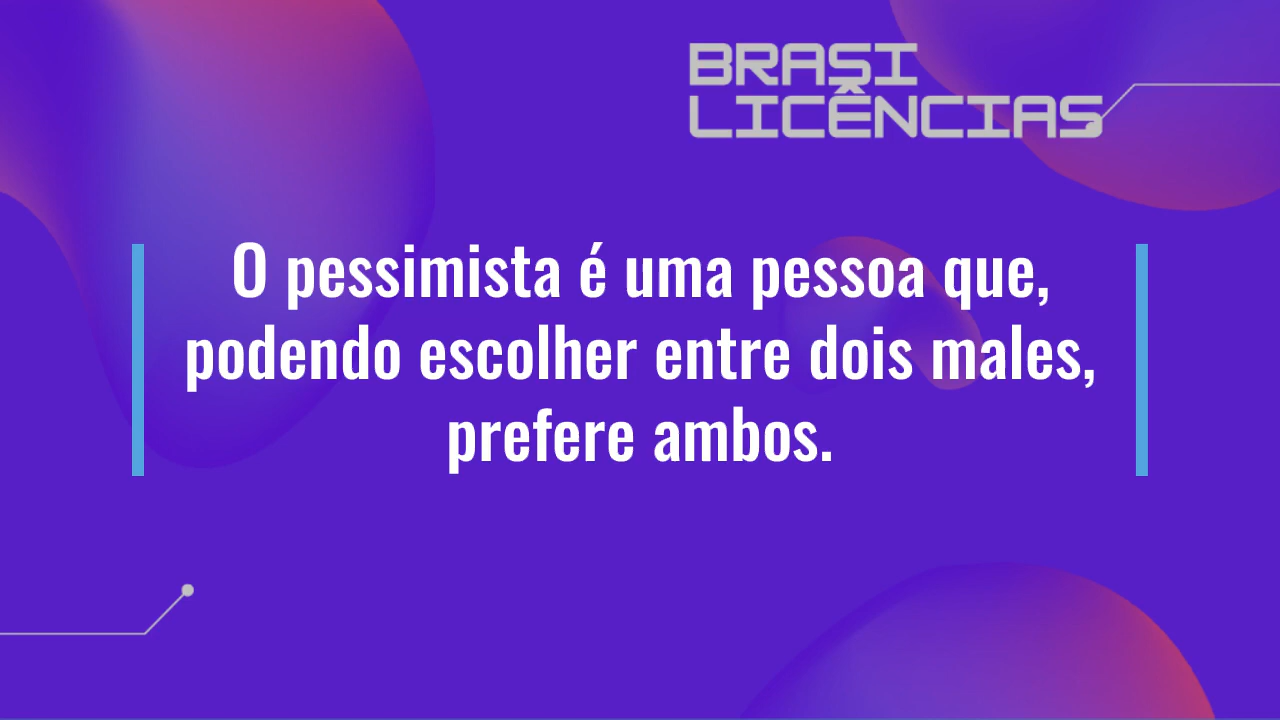 BRASI
LICÊNCIAS
O pessimista é uma pessoa que,
podendo escolher entre dois males,
prefere ambos.